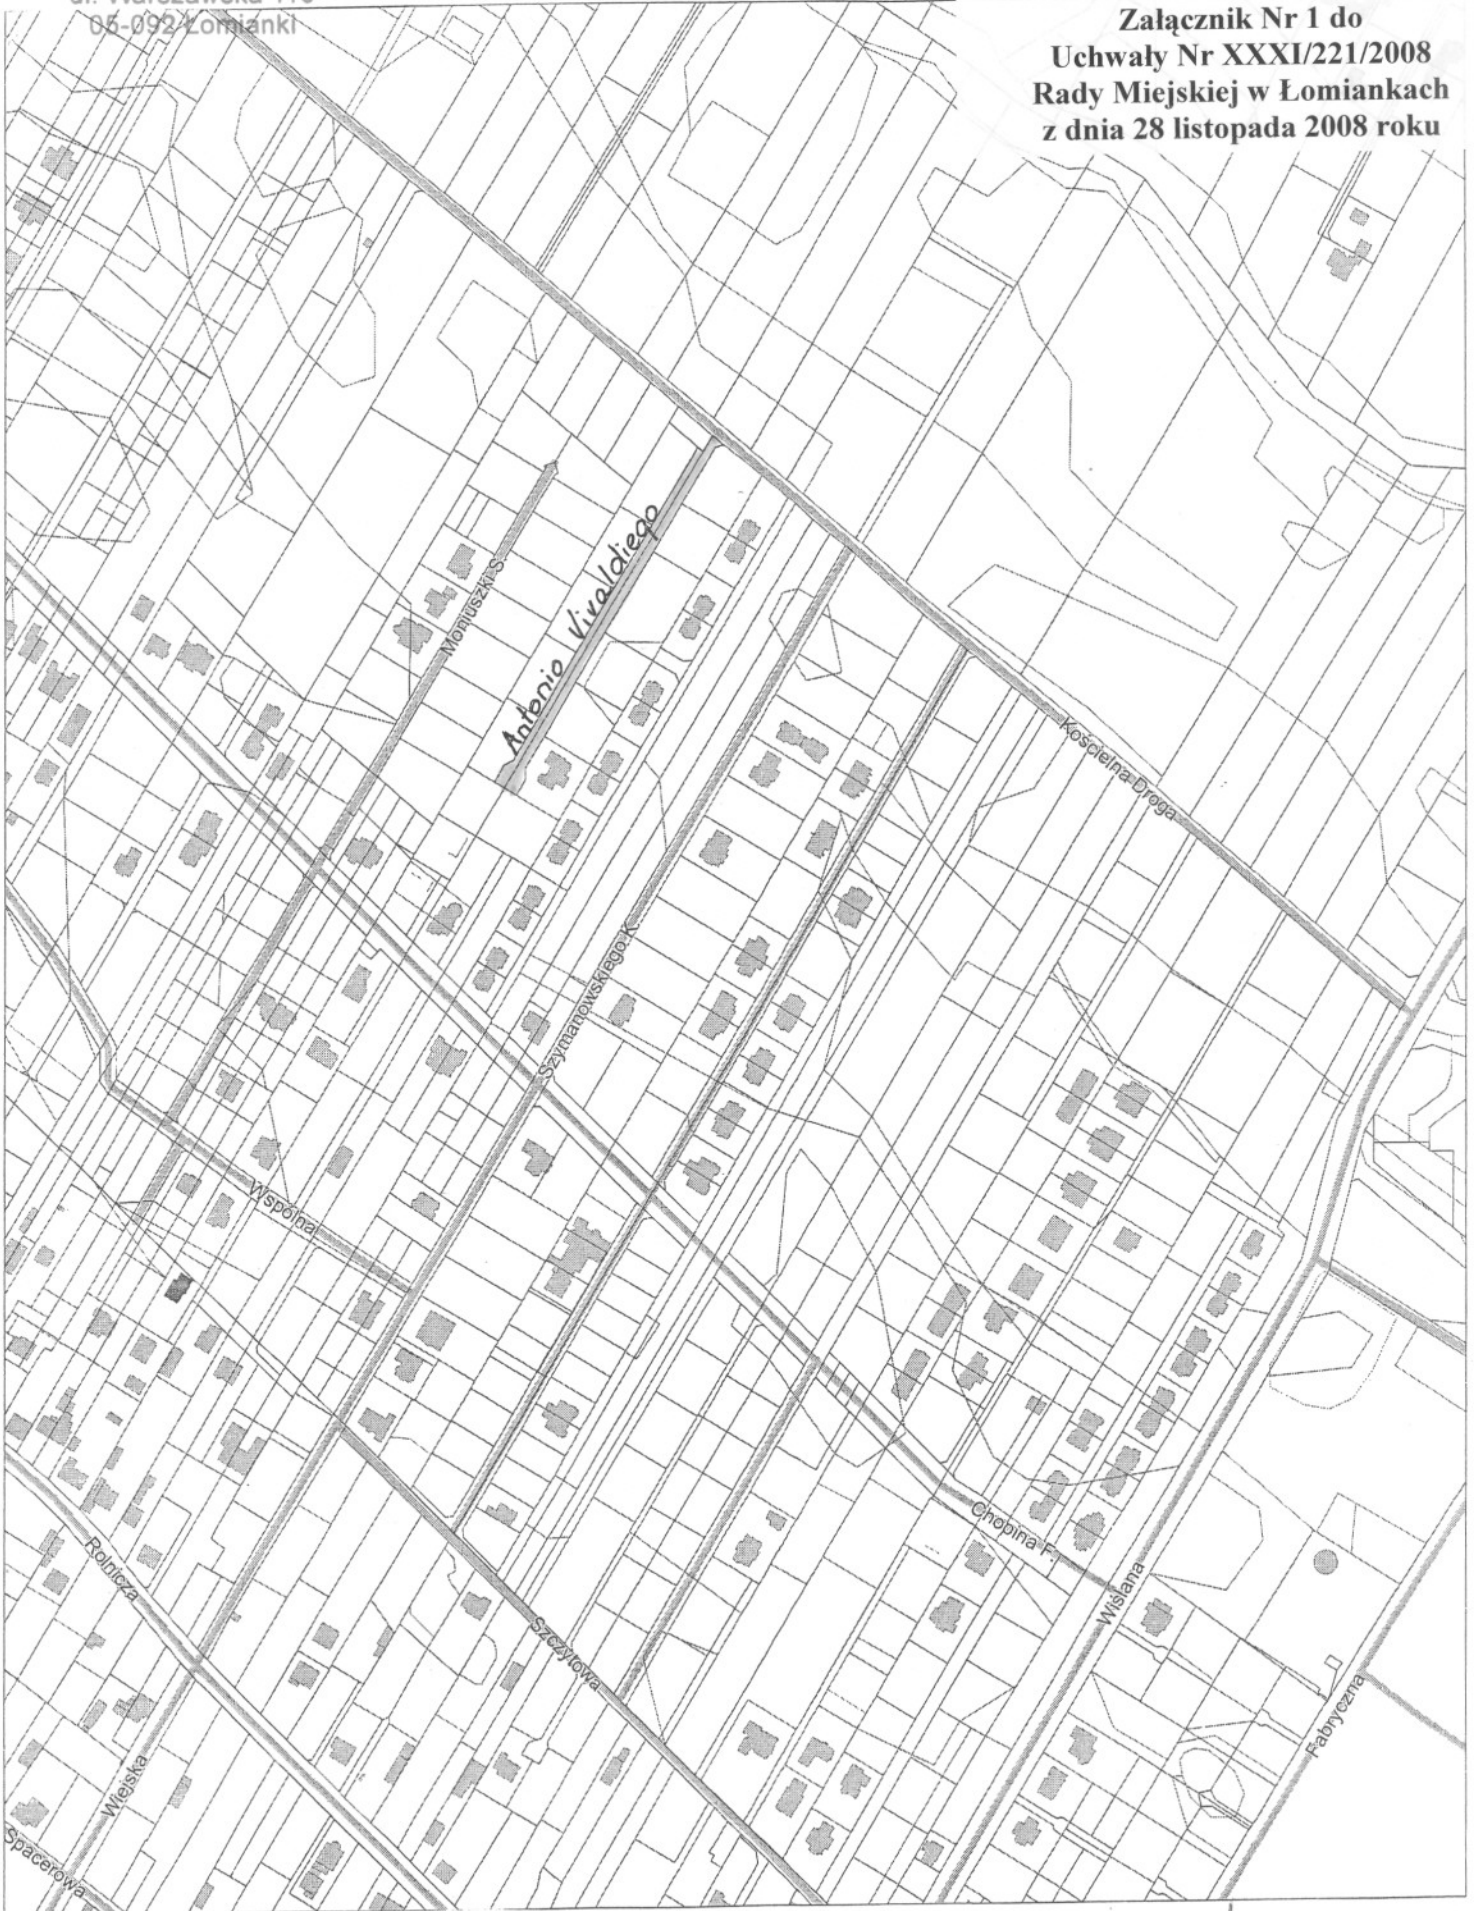 05-092 Łomianki
Załącznik Nr 1 do
Uchwały Nr XXXI/221/2008
Rady Miejskiej w Łomiankach
z dnia 28 listopada 2008 roku
Moniuszki S.
Antonio Vivaldiego
Kościelna Droga
Szymanowskiego K.
Wspólna
Chopina F.
Wiślana
Rolnicza
Szczytowa
Fabryczna
Wiejska
Spacerowa